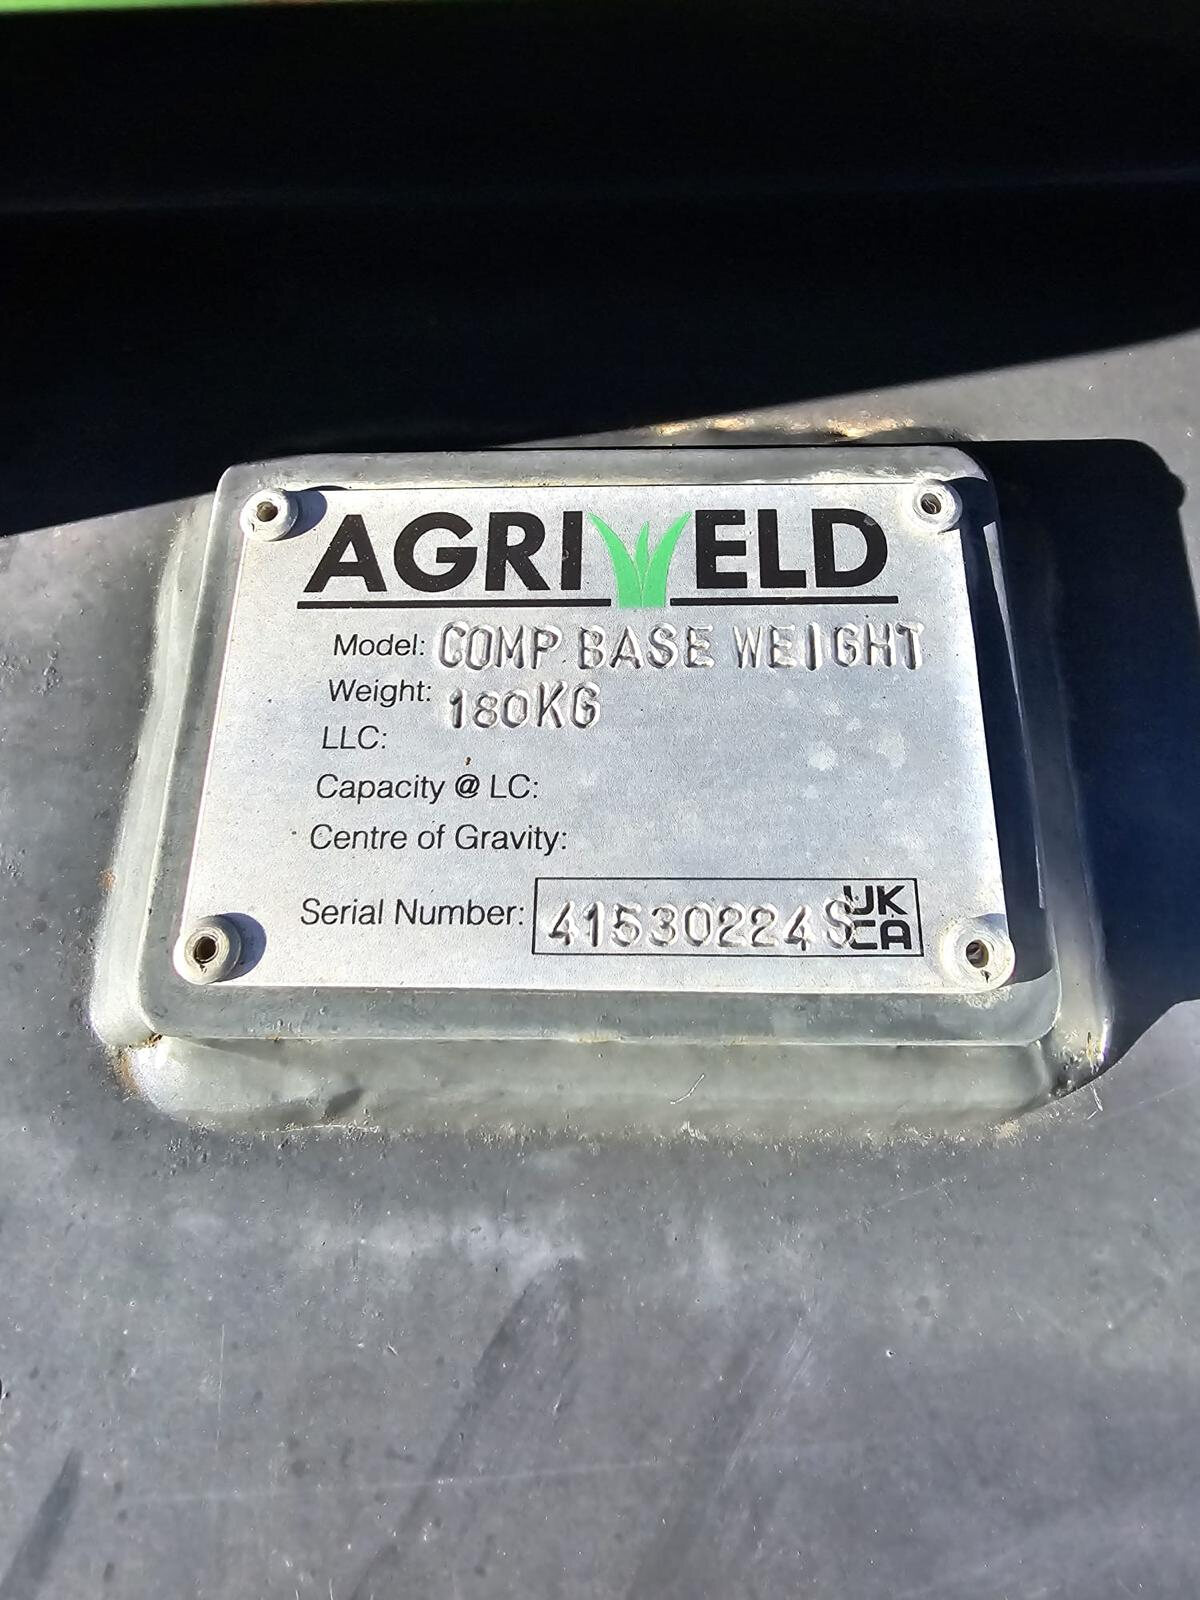 AGRIWELD
Model: COMP BASE WEIGHT
Weight: 180KG
LLC:
Capacity @ LC:
Centre of Gravity:
Serial Number: 41530224S UK
CA